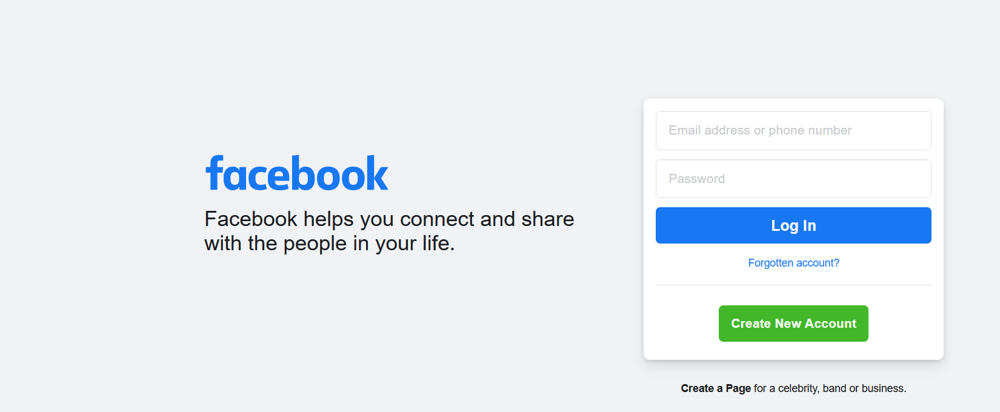 facebook
Facebook helps you connect and share
with the people in your life.
Email address or phone number
Password
Log In
Forgotten account?
Create New Account
Create a Page for a celebrity, band or business.